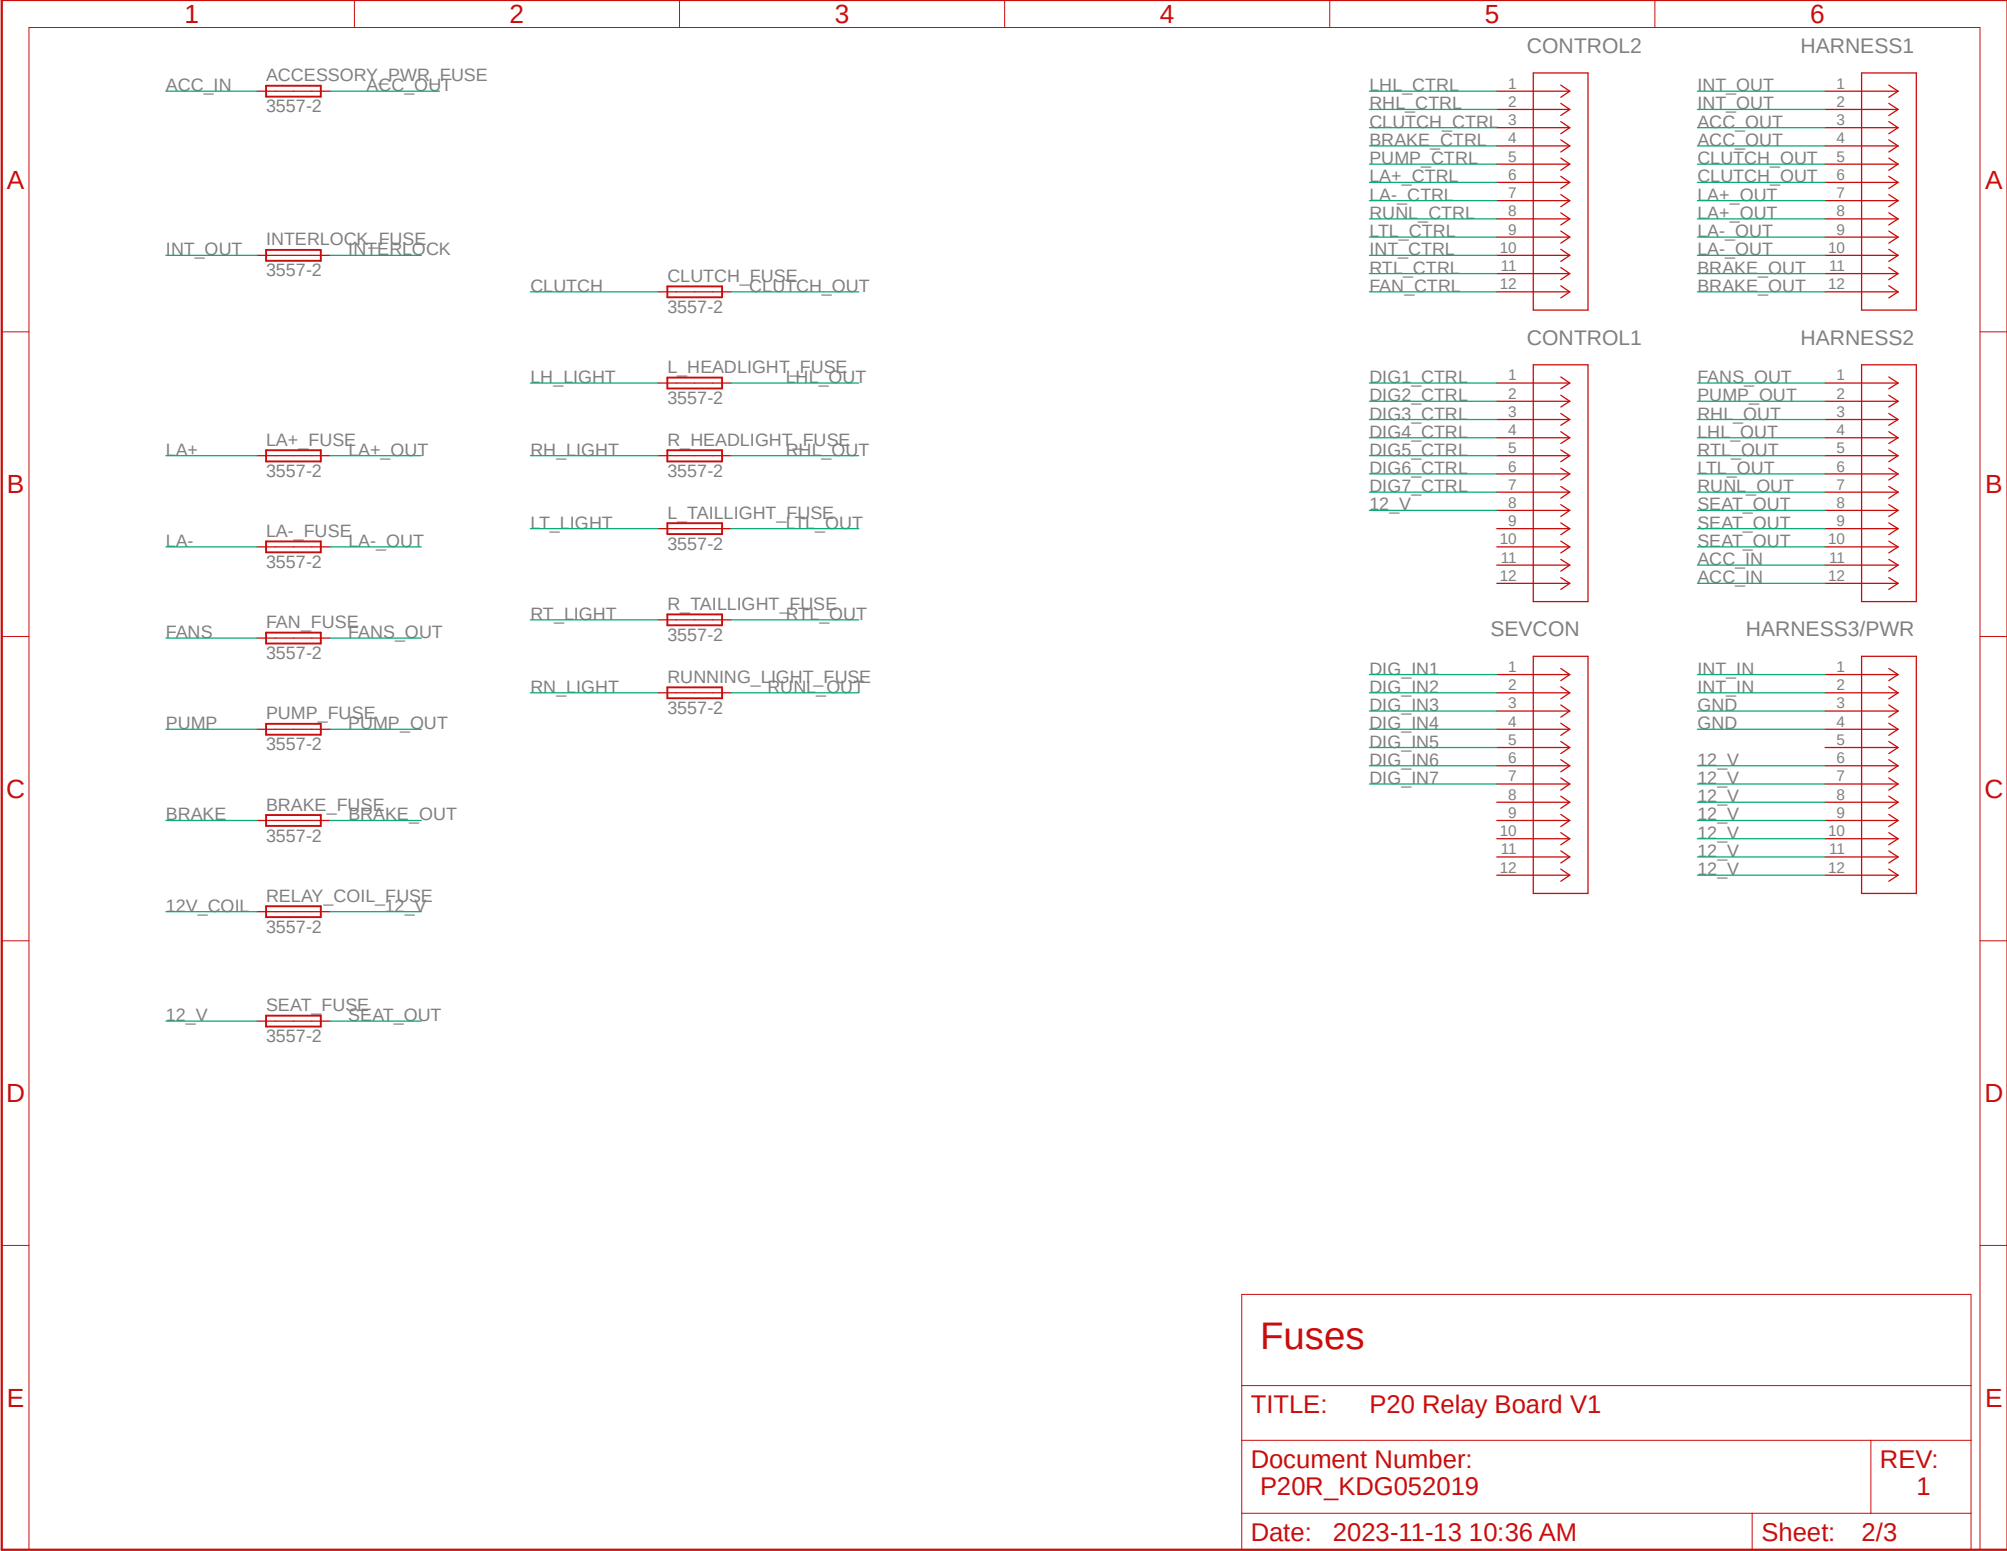 1 2 3 4 5 6
A
B
C
D
E
A
B
C
D
E
ACC_IN ACCESSORY_PWR_FUSE ACC_OUT
3557-2
INT_OUT INTERLOCK_FUSE INTERLOCK
3557-2
LA+ LA+_FUSE LA+_OUT
3557-2
LA- LA-_FUSE LA-_OUT
3557-2
FANS FAN_FUSE FANS_OUT
3557-2
PUMP PUMP_FUSE PUMP_OUT
3557-2
BRAKE BRAKE_FUSE BRAKE_OUT
3557-2
12V_COIL RELAY_COIL_FUSE 12_V
3557-2
12_V SEAT_FUSE SEAT_OUT
3557-2
CLUTCH CLUTCH_FUSE CLUTCH_OUT
3557-2
LH_LIGHT L_HEADLIGHT_FUSE LHL_OUT
3557-2
RH_LIGHT R_HEADLIGHT_FUSE RHL_OUT
3557-2
LT_LIGHT L_TAILLIGHT_FUSE LTL_OUT
3557-2
RT_LIGHT R_TAILLIGHT_FUSE RTL_OUT
3557-2
RN_LIGHT RUNNING_LIGHT_FUSE RUNL_OUT
3557-2
CONTROL2
LHL_CTRL 1
RHL_CTRL 2
CLUTCH_CTRL 3
BRAKE_CTRL 4
PUMP_CTRL 5
LA+_CTRL 6
LA-_CTRL 7
RUNL_CTRL 8
LTL_CTRL 9
INT_CTRL 10
RTL_CTRL 11
FAN_CTRL 12
CONTROL1
DIG1_CTRL 1
DIG2_CTRL 2
DIG3_CTRL 3
DIG4_CTRL 4
DIG5_CTRL 5
DIG6_CTRL 6
DIG7_CTRL 7
12_V 8
9
10
11
12
SEVCON
DIG_IN1 1
DIG_IN2 2
DIG_IN3 3
DIG_IN4 4
DIG_IN5 5
DIG_IN6 6
DIG_IN7 7
8
9
10
11
12
HARNESS1
INT_OUT 1
INT_OUT 2
ACC_OUT 3
ACC_OUT 4
CLUTCH_OUT 5
CLUTCH_OUT 6
LA+_OUT 7
LA+_OUT 8
LA-_OUT 9
LA-_OUT 10
BRAKE_OUT 11
BRAKE_OUT 12
HARNESS2
FANS_OUT 1
PUMP_OUT 2
RHL_OUT 3
LHL_OUT 4
RTL_OUT 5
LTL_OUT 6
RUNL_OUT 7
SEAT_OUT 8
SEAT_OUT 9
SEAT_OUT 10
ACC_IN 11
ACC_IN 12
HARNESS3/PWR
INT_IN 1
INT_IN 2
GND 3
GND 4
5
12_V 6
12_V 7
12_V 8
12_V 9
12_V 10
12_V 11
12_V 12
Fuses
TITLE: P20 Relay Board V1
Document Number:
P20R_KDG052019
REV:
1
Date: 2023-11-13 10:36 AM
Sheet: 2/3